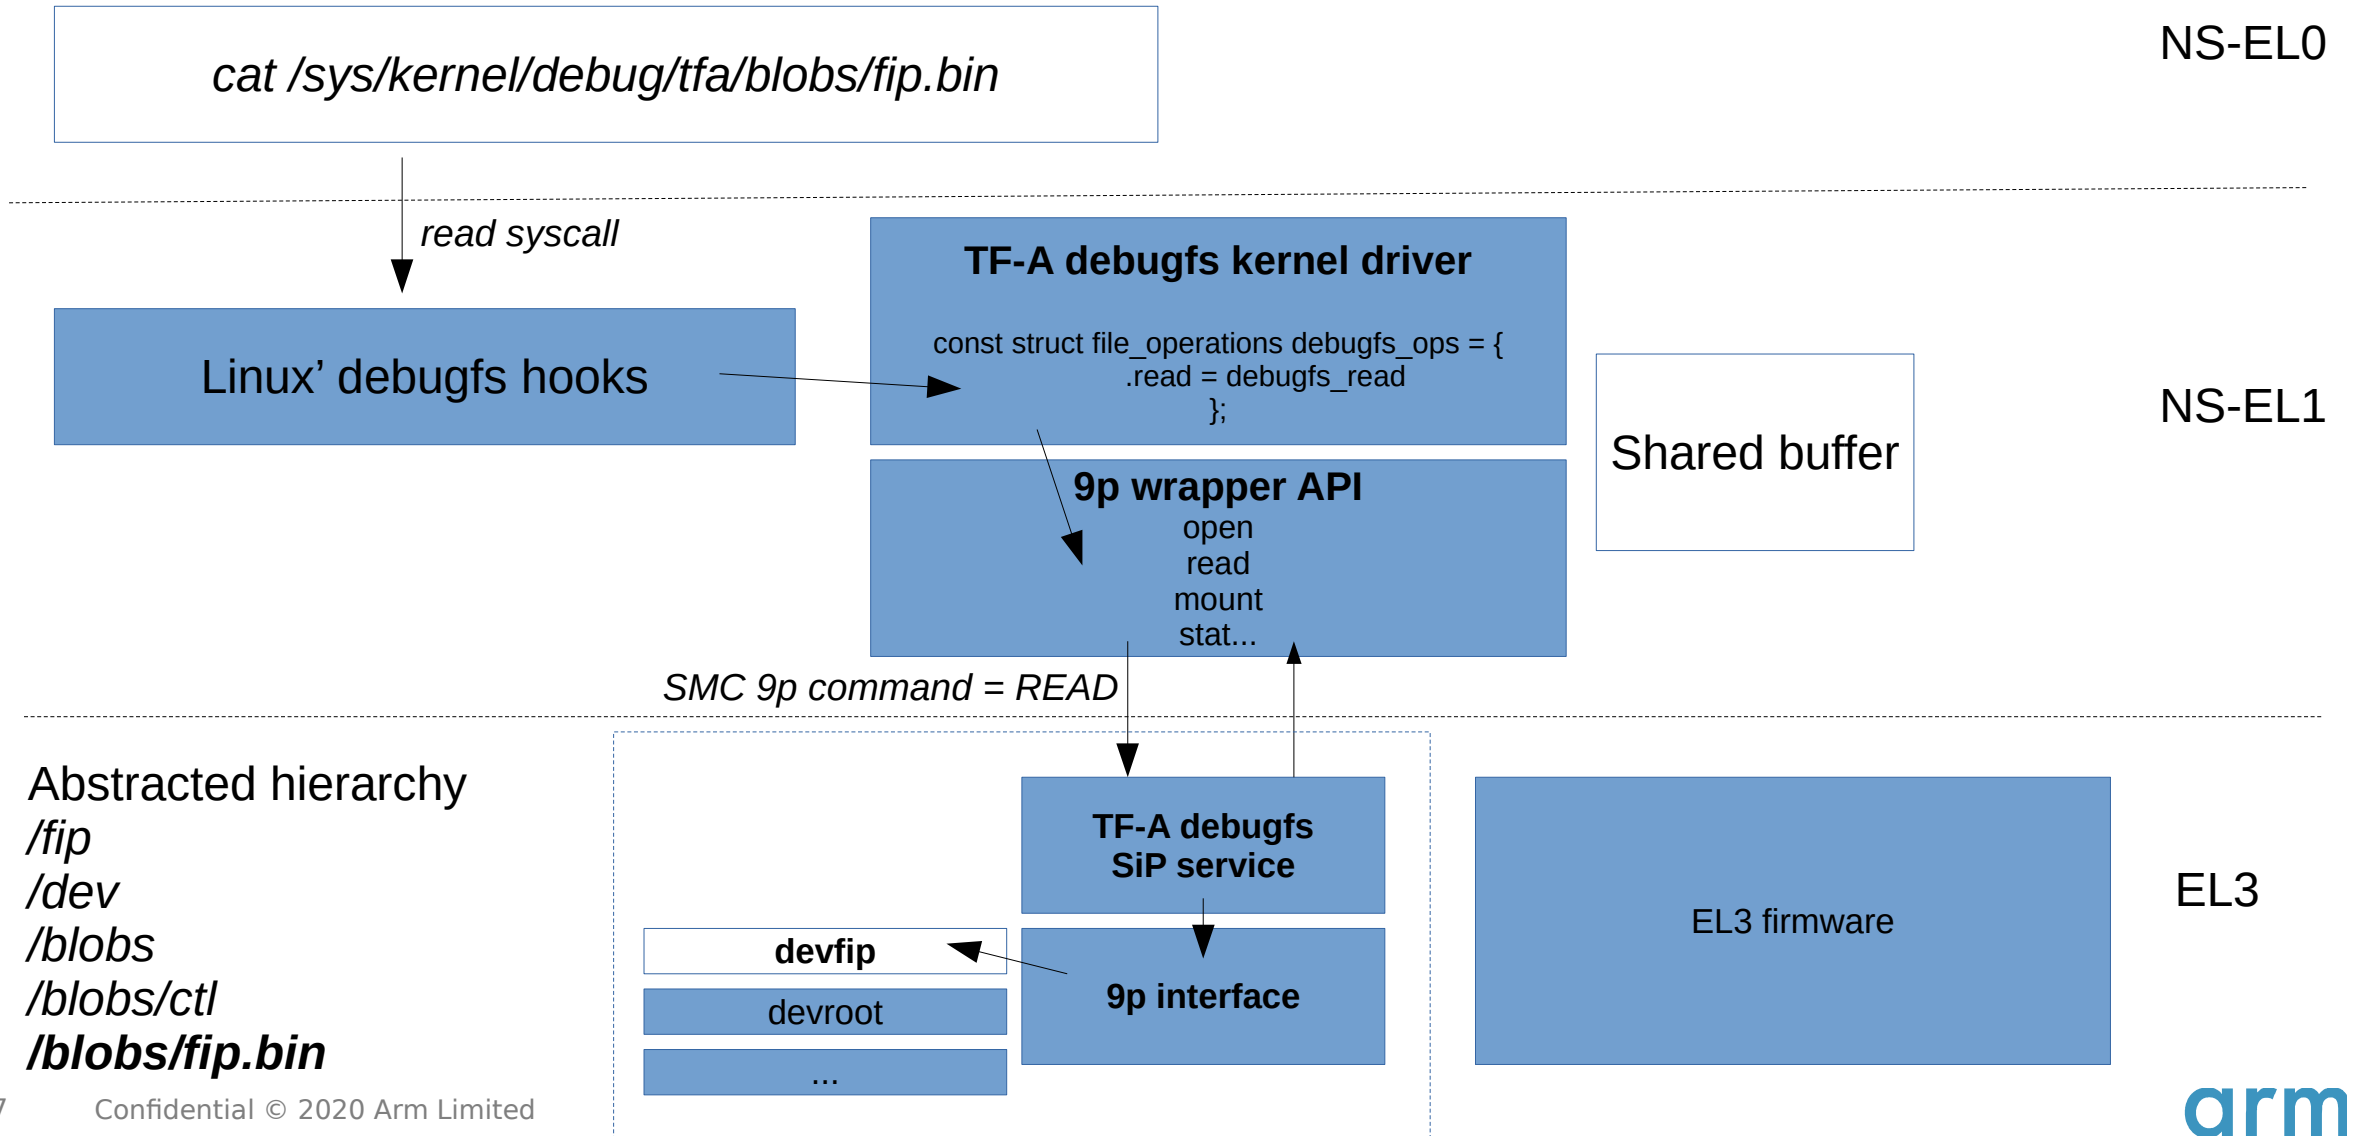 cat /sys/kernel/debug/tfa/blobs/fip.bin
NS-EL0
read syscall
TF-A debugfs kernel driver
const struct file_operations debugfs_ops = {
.read = debugfs_read
};
Linux’ debugfs hooks
Shared buffer
NS-EL1
9p wrapper API
open
read
mount
stat...
SMC 9p command = READ
Abstracted hierarchy
/fip
/dev
/blobs
/blobs/ctl
/blobs/fip.bin
TF-A debugfs
SiP service
9p interface
devfip
devroot
...
EL3 firmware
EL3
7
Confidential © 2020 Arm Limited
arm